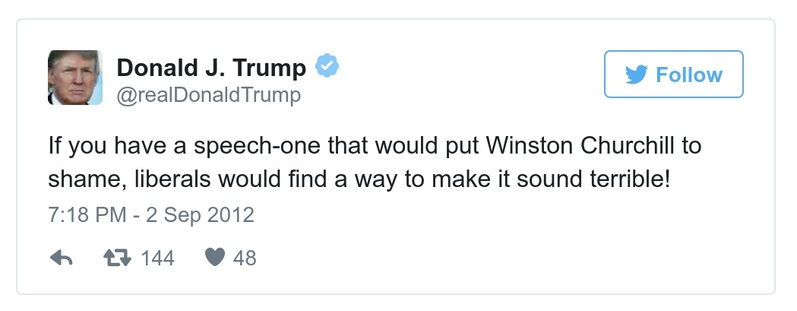 Donald J. Trump
@realDonaldTrump
Follow
If you have a speech-one that would put Winston Churchill to
shame, liberals would find a way to make it sound terrible!
7:18 PM - 2 Sep 2012
144 48